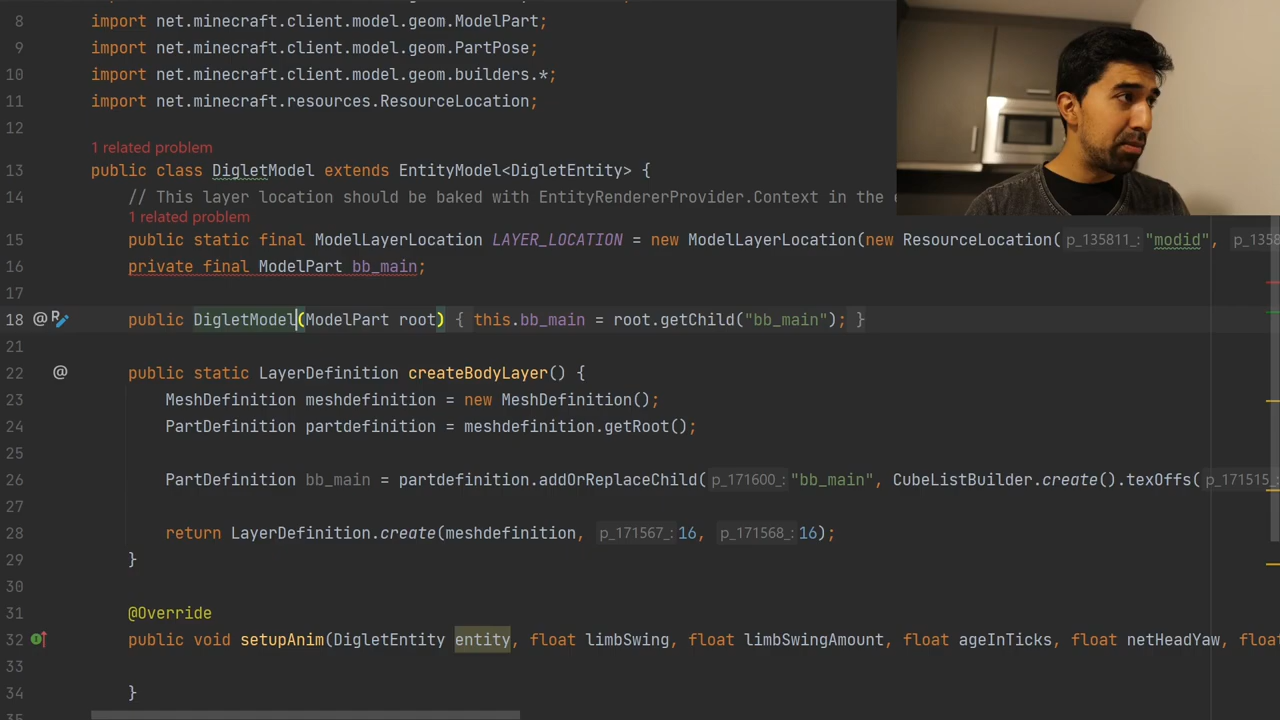 8 import net.minecraft.client.model.geom.ModelPart;
9 import net.minecraft.client.model.geom.PartPose;
10 import net.minecraft.client.model.geom.builders.*;
11 import net.minecraft.resources.ResourceLocation;
12
1 related problem
13 public class DigletModel extends EntityModel<DigletEntity> {
14 // This layer location should be baked with EntityRendererProvider.Context in the
1 related problem
15 public static final ModelLayerLocation LAYER_LOCATION = new ModelLayerLocation(new ResourceLocation( p_135811_: "modid",
16 private final ModelPart bb_main;
17
18 @ public DigletModel(ModelPart root) { this.bb_main = root.getChild("bb_main"); }
21
22 @ public static LayerDefinition createBodyLayer() {
23 MeshDefinition meshdefinition = new MeshDefinition();
24 PartDefinition partdefinition = meshdefinition.getRoot();
25
26 PartDefinition bb_main = partdefinition.addOrReplaceChild( p_171600_: "bb_main", CubeListBuilder.create().texOffs(
27
28 return LayerDefinition.create(meshdefinition, p_171567_: 16, p_171568_: 16);
29 }
30
31 @Override
32 public void setupAnim(DigletEntity entity, float limbSwing, float limbSwingAmount, float ageInTicks, float netHeadYaw,
33
34 }